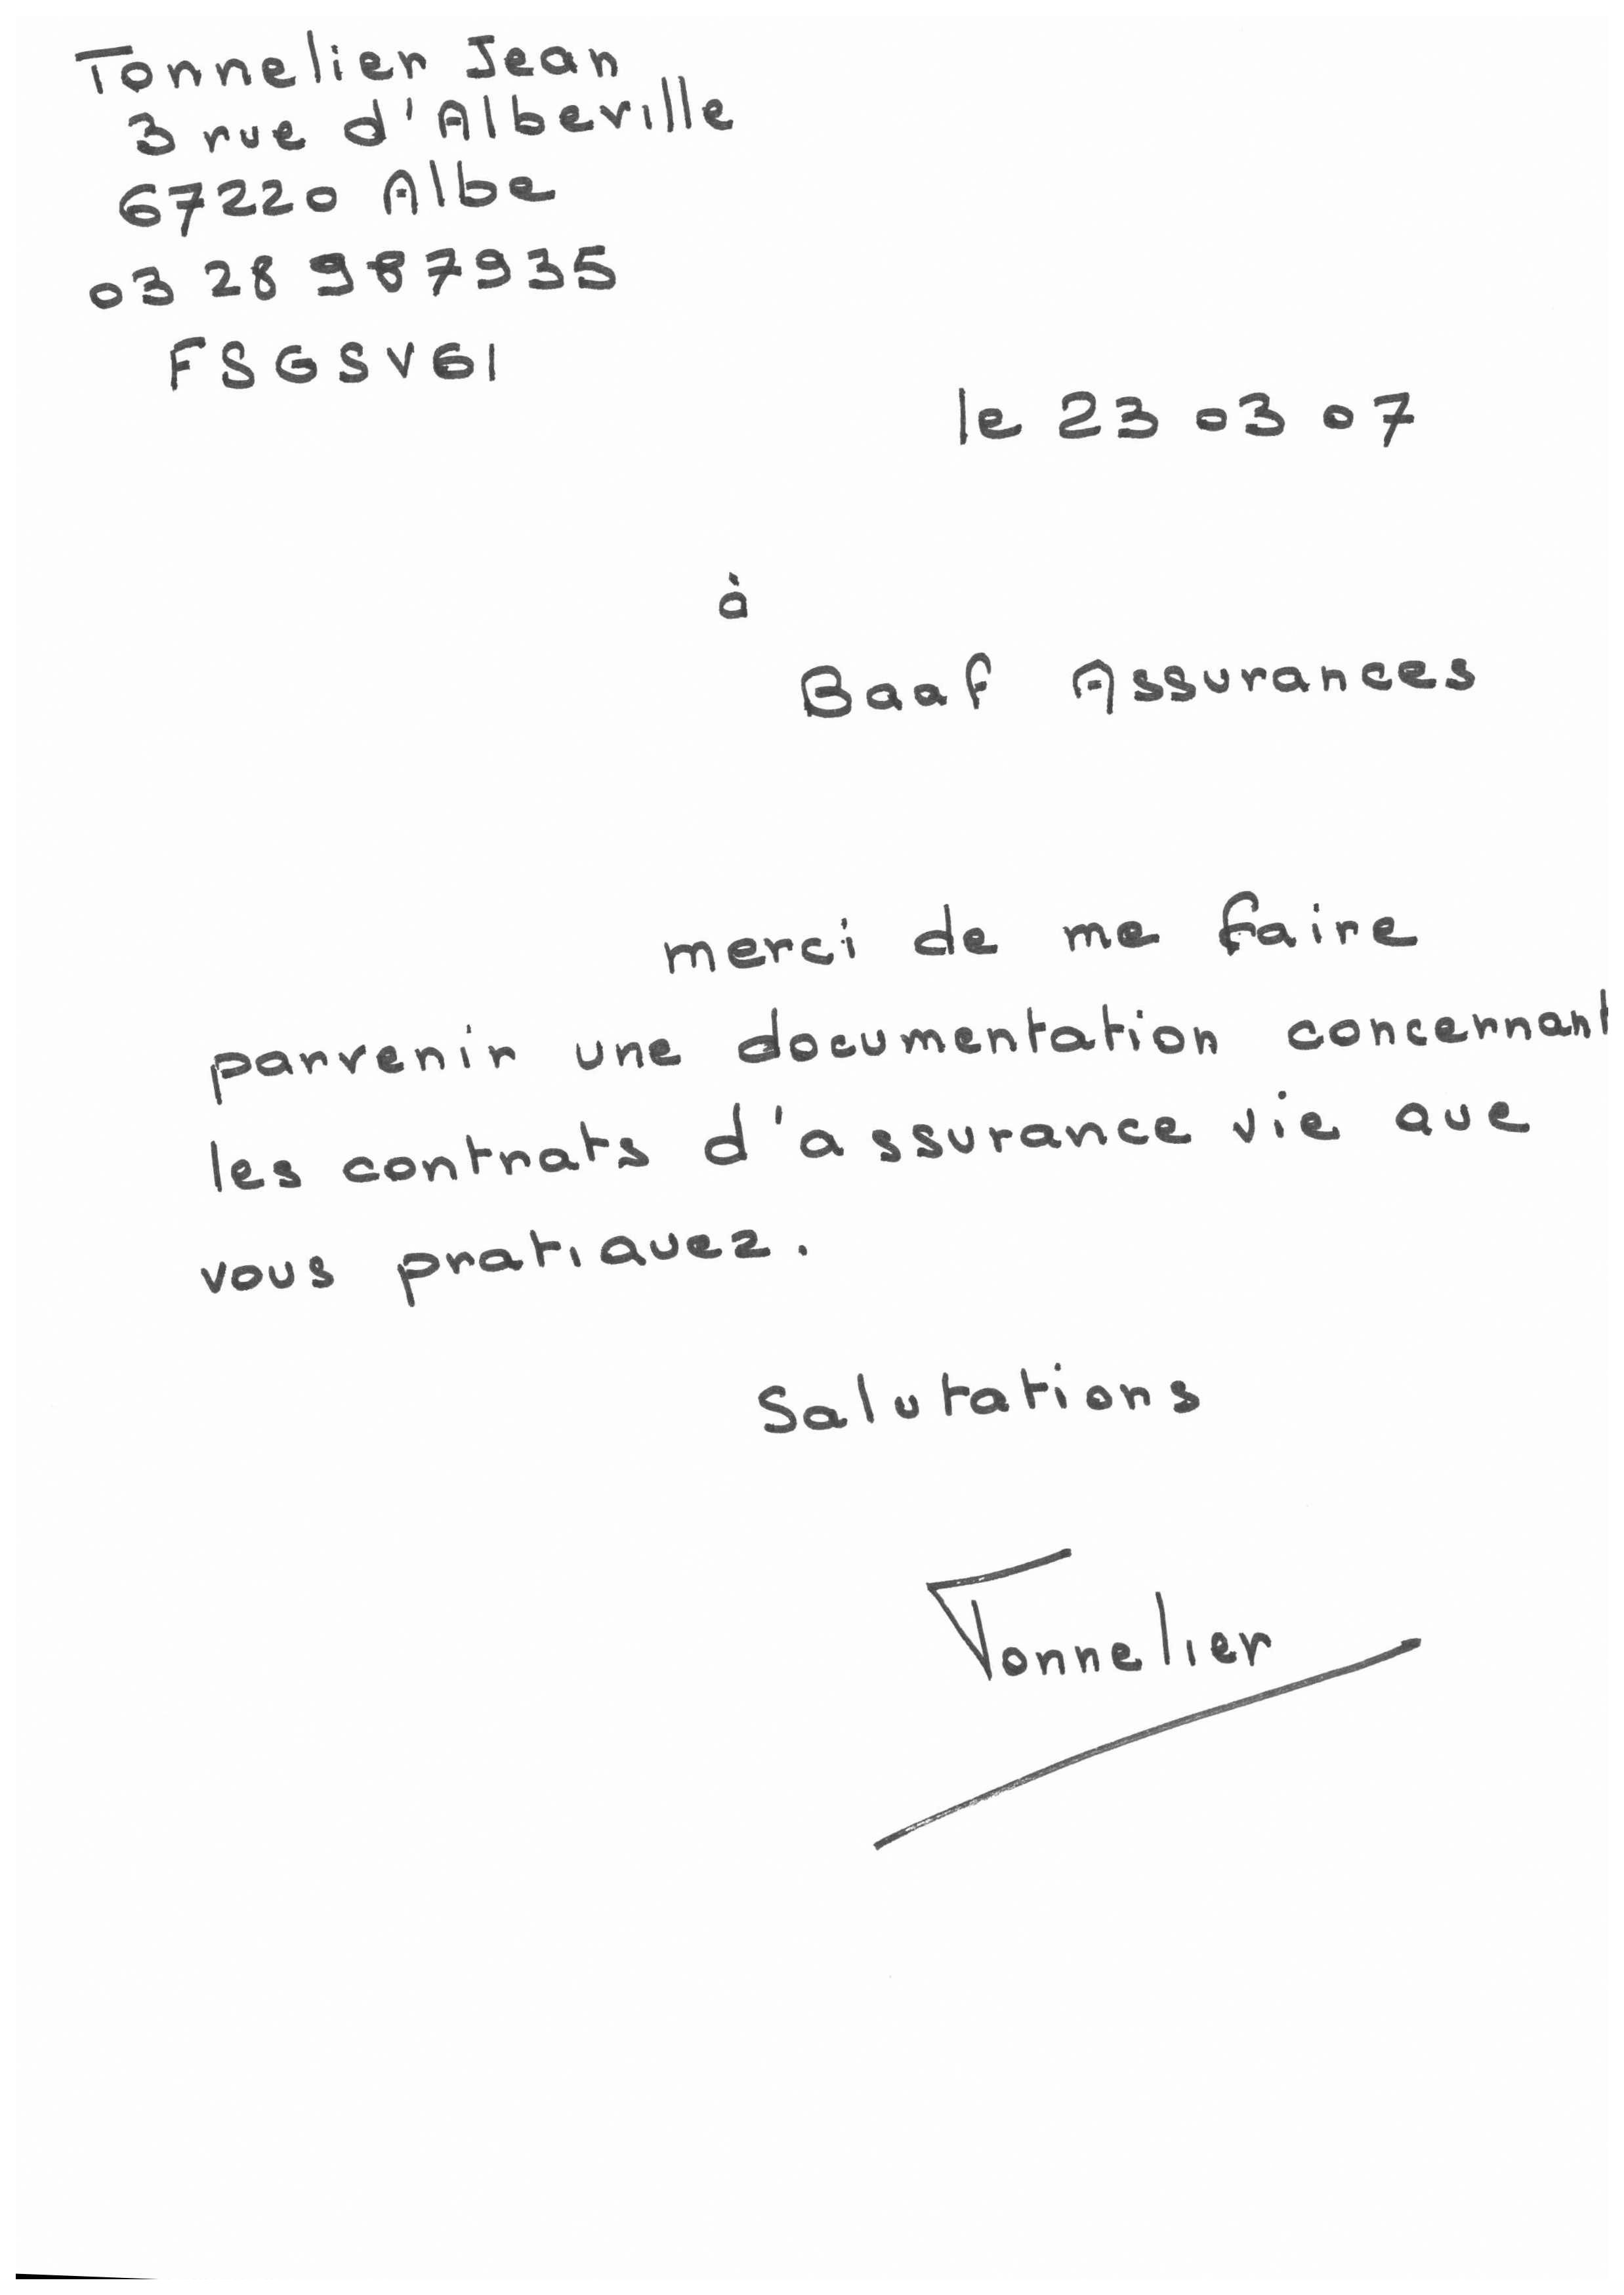 Tonnelier Jean
3 rue d'Albeville
67220 Albe
03 28 987935
FSGSV61
le 23 03 07
à
Baaf Assurances
merci de me faire
parvenir une documentation concernant
les contrats d'assurance vie que
vous pratiquez.
Salutations
Tonnelier